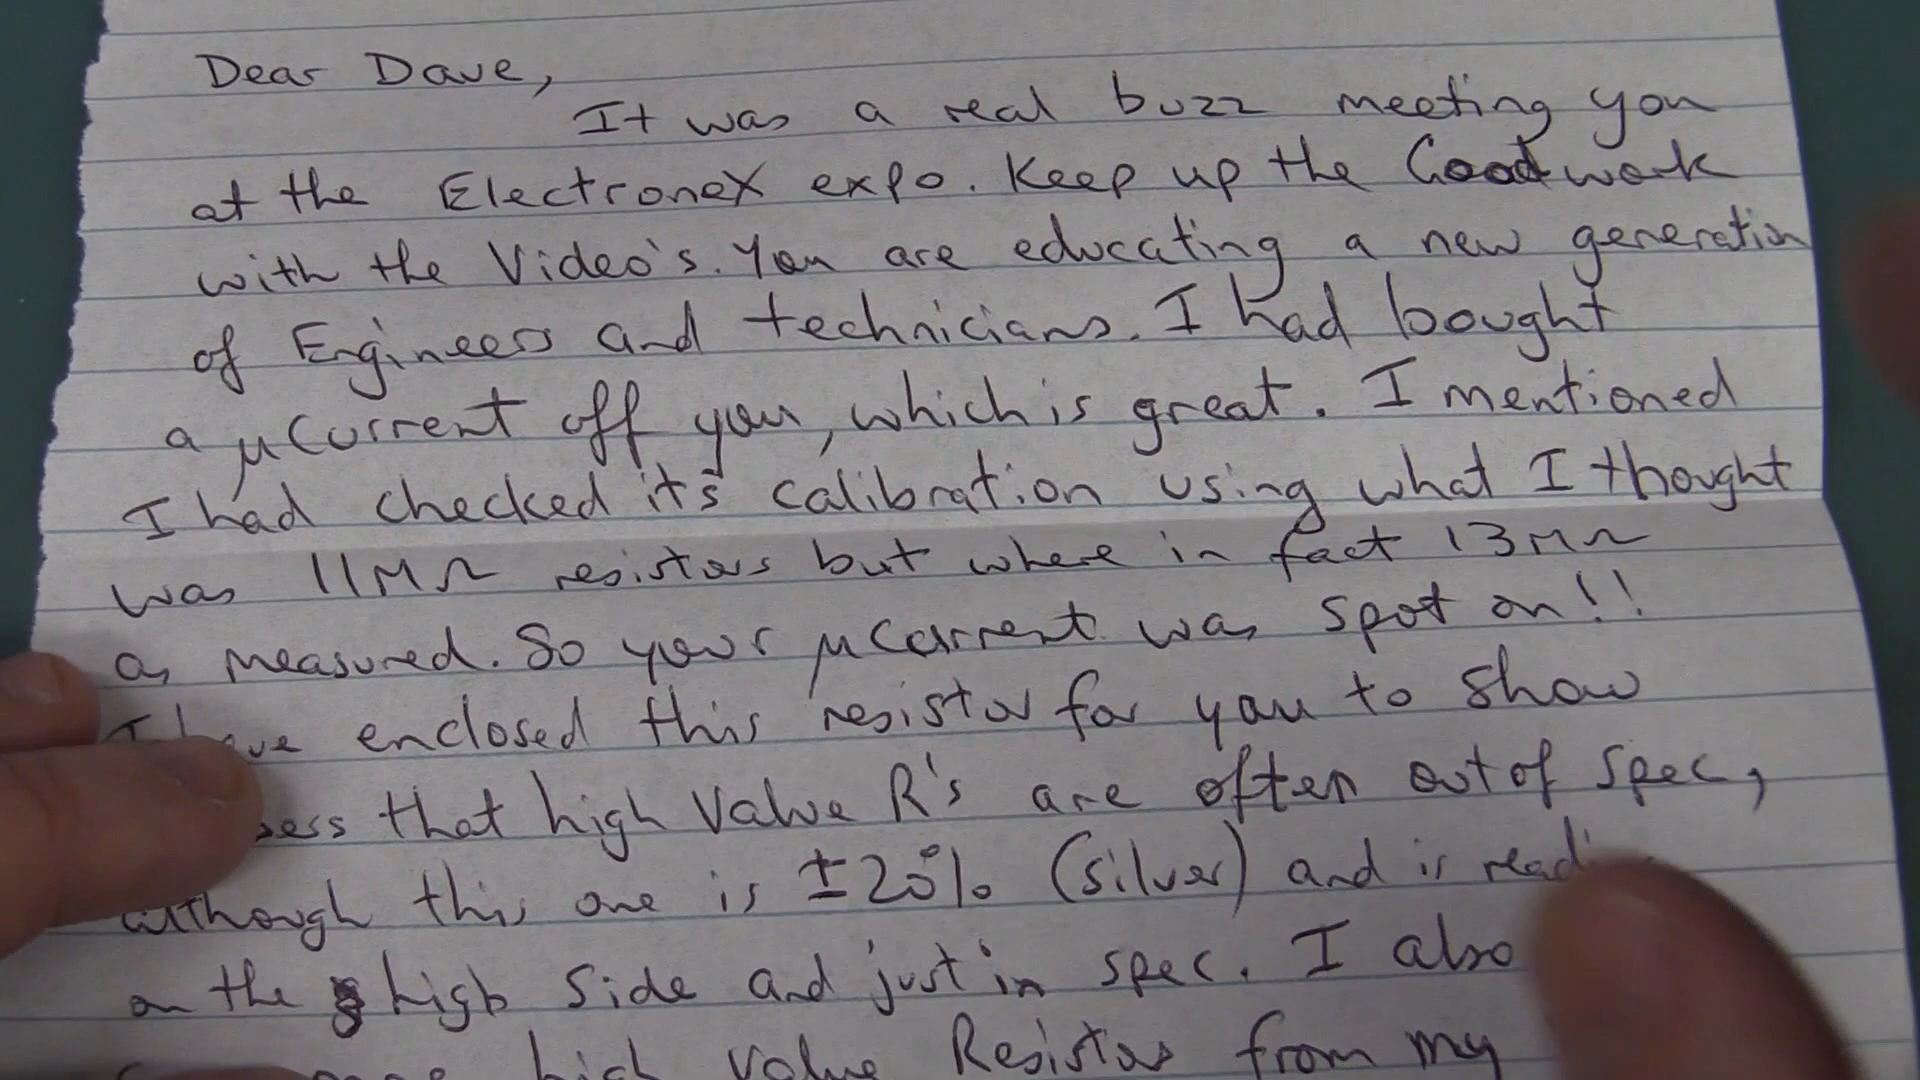 Dear Dave,
It was a real buzz meeting you
at the Electronex expo. Keep up the Good work
with the Video's. You are educating a new generation
of Engineers and technicians. I had bought
a μCurrent off you, which is great. I mentioned
I had checked its calibration using what I thought
was 11MΩ resistors but where in fact 13MΩ
as measured. So your μCurrent was spot on!!
I have enclosed this resistor for you to show
that high Value R's are often out of spec,
although this one is ±20% (silver) and is
on the high side and just in spec. I also
high value Resistors from my